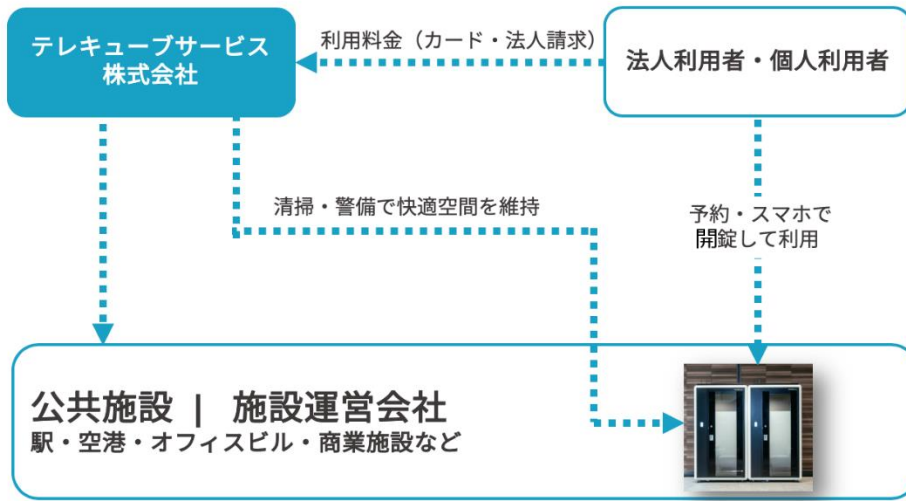 テレキューブサービス
株式会社
利用料金（カード・法人請求）
法人利用者・個人利用者
清掃・警備で快適空間を維持
予約・スマホで
開錠して利用
公共施設 | 施設運営会社
駅・空港・オフィスビル・商業施設など